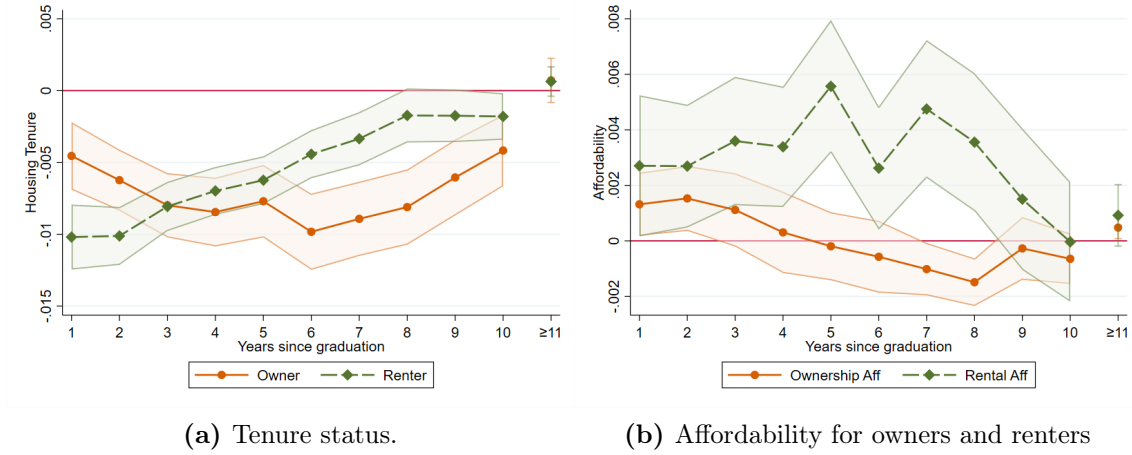 .005
0
-.005
-.01
-.015
Housing Tenure
1 2 3 4 5 6 7 8 9 10 ≥11
Years since graduation
Owner Renter
(a) Tenure status.
.008
.006
.004
.002
0
-.002
Affordability
1 2 3 4 5 6 7 8 9 10 ≥11
Years since graduation
Ownership Aff Rental Aff
(b) Affordability for owners and renters